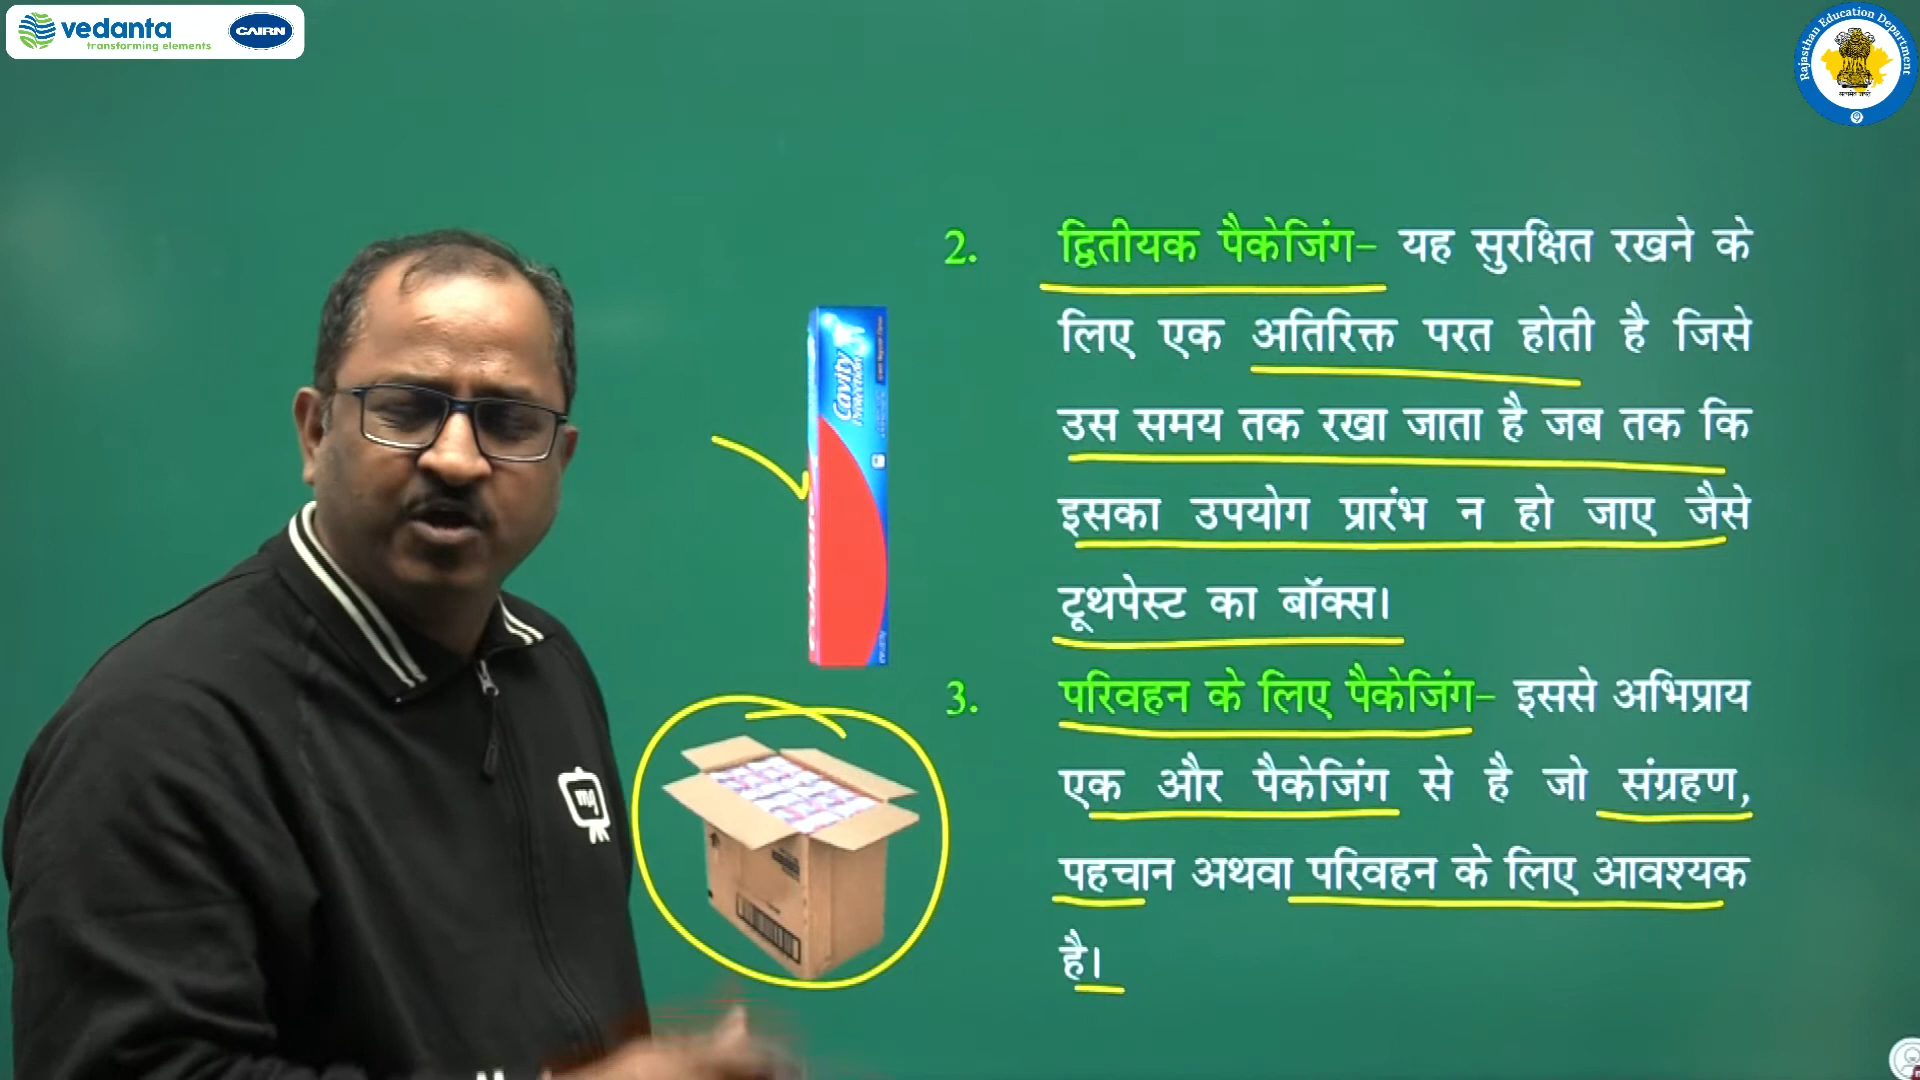 vedanta
transforming elements
CAIRN
Rajasthan Education Department
2. द्वितीयक पैकेजिंग– यह सुरक्षित रखने के
लिए एक अतिरिक्त परत होती है जिसे
उस समय तक रखा जाता है जब तक कि
इसका उपयोग प्रारंभ न हो जाए जैसे
टूथपेस्ट का बॉक्स।
3. परिवहन के लिए पैकेजिंग– इससे अभिप्राय
एक और पैकेजिंग से है जो संग्रहण,
पहचान अथवा परिवहन के लिए आवश्यक
है।
Cavity
Protection